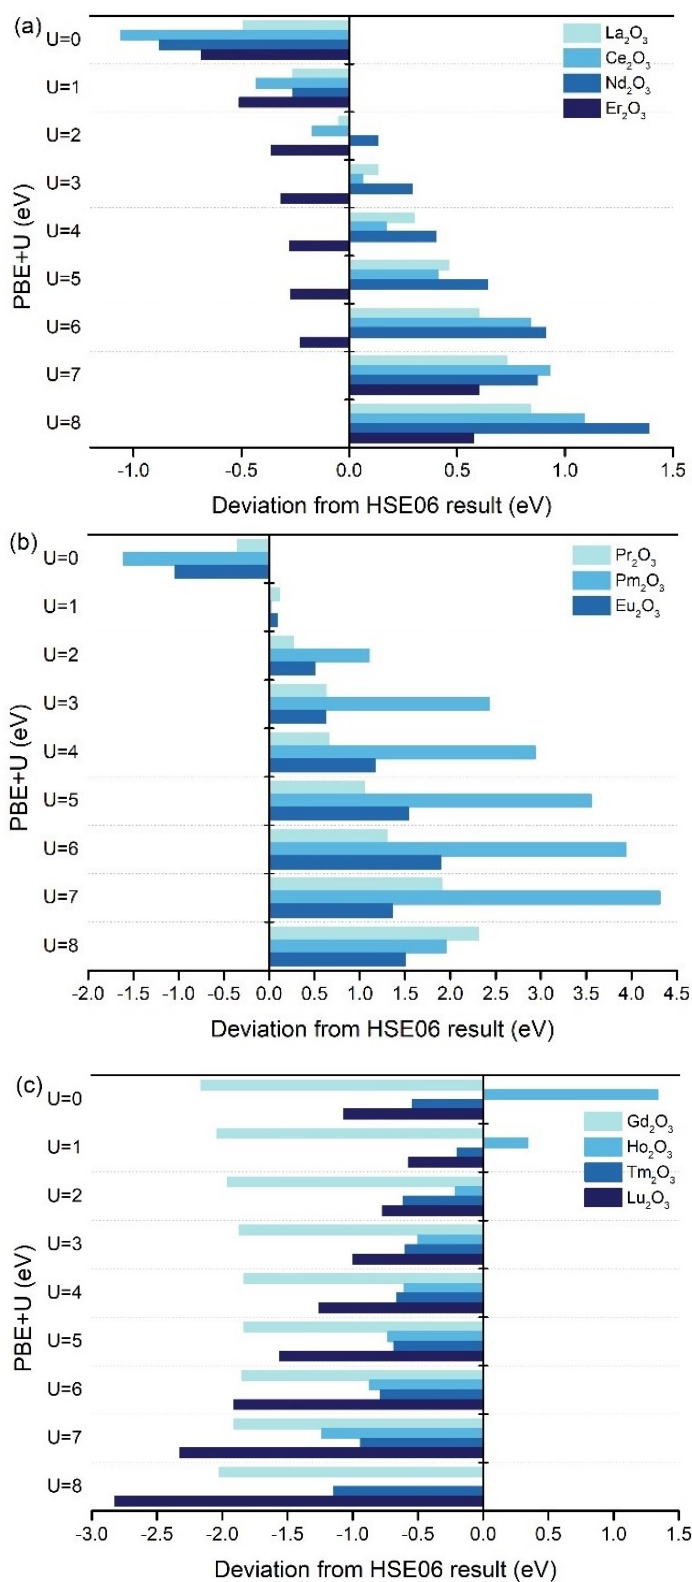 (a)
La₂O₃
Ce₂O₃
Nd₂O₃
Er₂O₃
PBE+U (eV)
U=0
U=1
U=2
U=3
U=4
U=5
U=6
U=7
U=8
-1.0 -0.5 0.0 0.5 1.0 1.5
Deviation from HSE06 result (eV)
(b)
Pr₂O₃
Pm₂O₃
Eu₂O₃
PBE+U (eV)
U=0
U=1
U=2
U=3
U=4
U=5
U=6
U=7
U=8
-2.0 -1.5 -1.0 -0.5 0.0 0.5 1.0 1.5 2.0 2.5 3.0 3.5 4.0 4.5
Deviation from HSE06 result (eV)
(c)
Gd₂O₃
Ho₂O₃
Tm₂O₃
Lu₂O₃
PBE+U (eV)
U=0
U=1
U=2
U=3
U=4
U=5
U=6
U=7
U=8
-3.0 -2.5 -2.0 -1.5 -1.0 -0.5 0.0 0.5 1.0 1.5
Deviation from HSE06 result (eV)